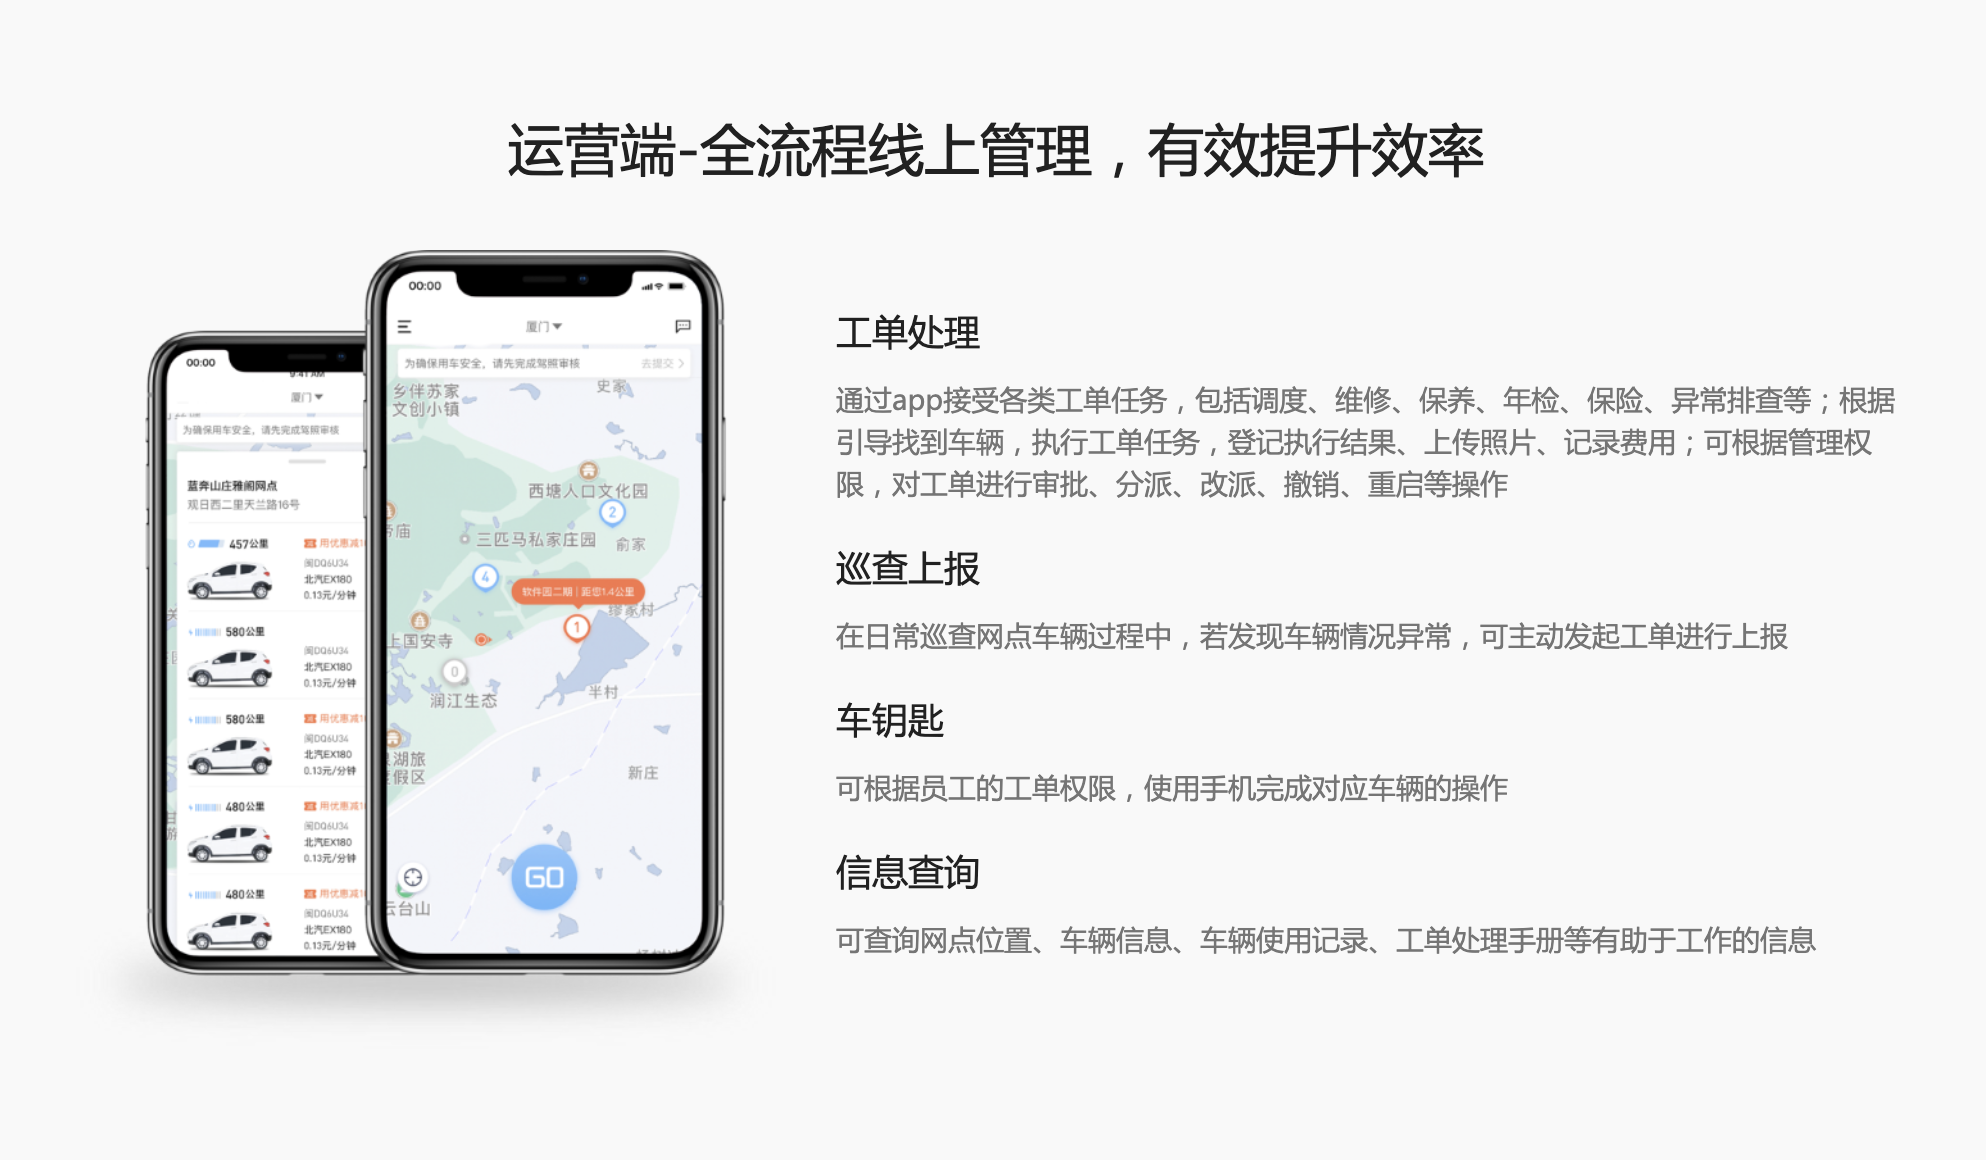 运营端-全流程线上管理，有效提升效率
00:00
9:41 AM
厦门
为确保用车安全，请先完成驾照审核
蓝奔山庄雅阁网点
观日西二里天兰路16号
457公里
用优惠减1
闽DQ6U34
北汽EX180
0.13元/分钟
580公里
闽DQ6U34
北汽EX180
0.13元/分钟
580公里
用优惠减1
闽DQ6U34
北汽EX180
0.13元/分钟
480公里
用优惠减1
闽DQ6U34
北汽EX180
0.13元/分钟
480公里
用优惠减1
闽DQ6U34
北汽EX180
0.13元/分钟
00:00
厦门
为确保用车安全，请先完成驾照审核 去提交
乡伴苏家
文创小镇
史家
西塘人口文化园
2
三匹马私家庄园
俞家
4
软件园二期 | 距您1.4公里
缪家村
1
上国安寺
0
润江生态
半村
湖旅
假区
新庄
GO
云台山
工单处理
通过app接受各类工单任务，包括调度、维修、保养、年检、保险、异常排查等；根据
引导找到车辆，执行工单任务，登记执行结果、上传照片、记录费用；可根据管理权
限，对工单进行审批、分派、改派、撤销、重启等操作
巡查上报
在日常巡查网点车辆过程中，若发现车辆情况异常，可主动发起工单进行上报
车钥匙
可根据员工的工单权限，使用手机完成对应车辆的操作
信息查询
可查询网点位置、车辆信息、车辆使用记录、工单处理手册等有助于工作的信息